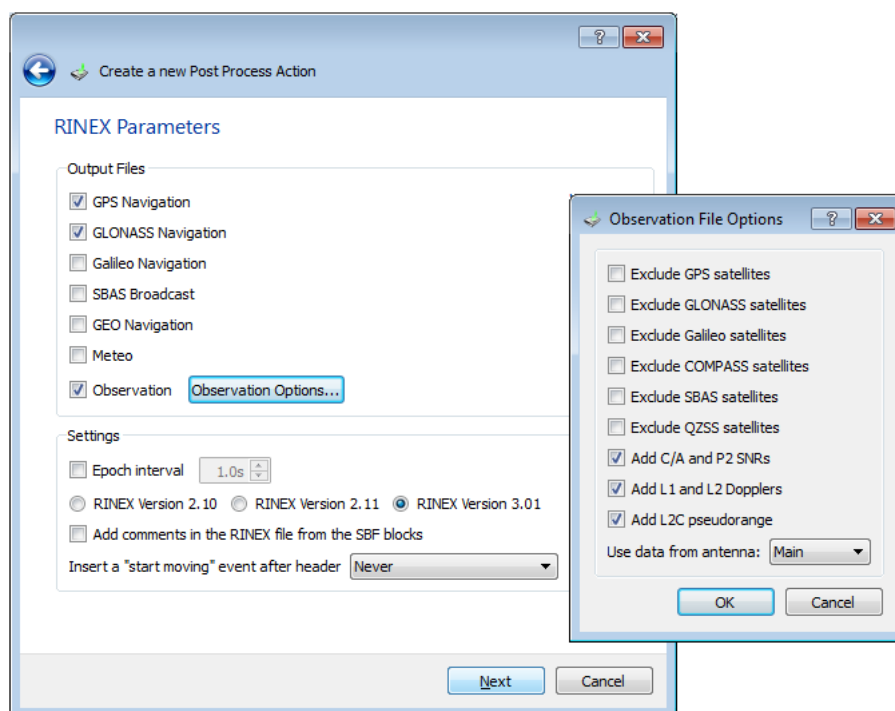 Create a new Post Process Action
RINEX Parameters
Output Files
GPS Navigation
GLONASS Navigation
Galileo Navigation
SBAS Broadcast
GEO Navigation
Meteo
Observation Observation Options...
Settings
Epoch interval 1.0s
RINEX Version 2.10 RINEX Version 2.11 RINEX Version 3.01
Add comments in the RINEX file from the SBF blocks
Insert a "start moving" event after header Never
Next Cancel
Observation File Options ?
Exclude GPS satellites
Exclude GLONASS satellites
Exclude Galileo satellites
Exclude COMPASS satellites
Exclude SBAS satellites
Exclude QZSS satellites
Add C/A and P2 SNRs
Add L1 and L2 Dopplers
Add L2C pseudorange
Use data from antenna: Main
OK Cancel